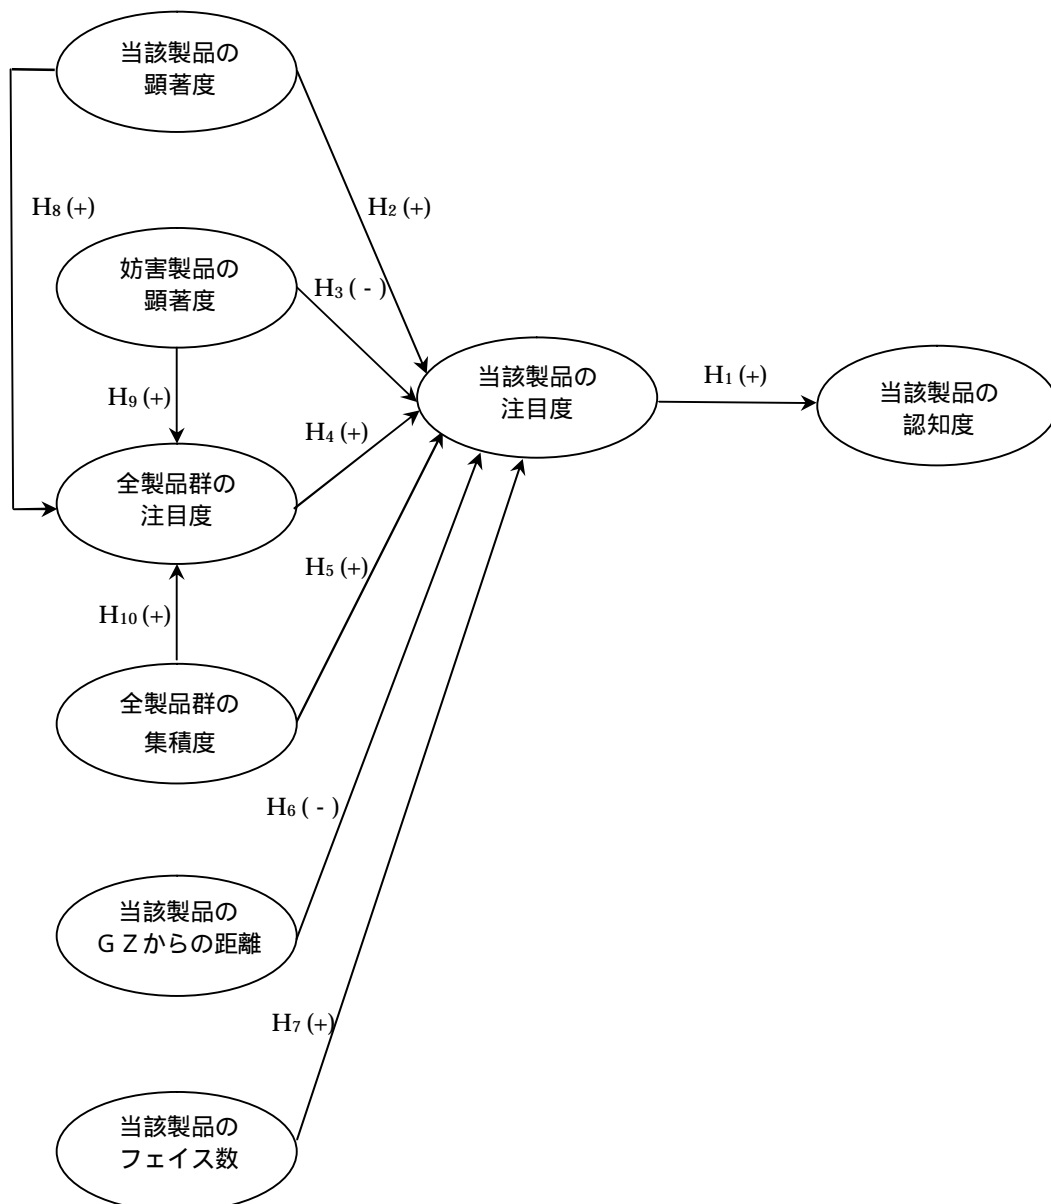 当該製品の
顕著度
H₈ (+)
H₂ (+)
妨害製品の
顕著度
H₃ ( - )
H₉ (+)
H₄ (+)
当該製品の
注目度
H₁ (+)
当該製品の
認知度
全製品群の
注目度
H₅ (+)
H₁₀ (+)
全製品群の
集積度
H₆ ( - )
当該製品の
ＧＺからの距離
H₇ (+)
当該製品の
フェイス数